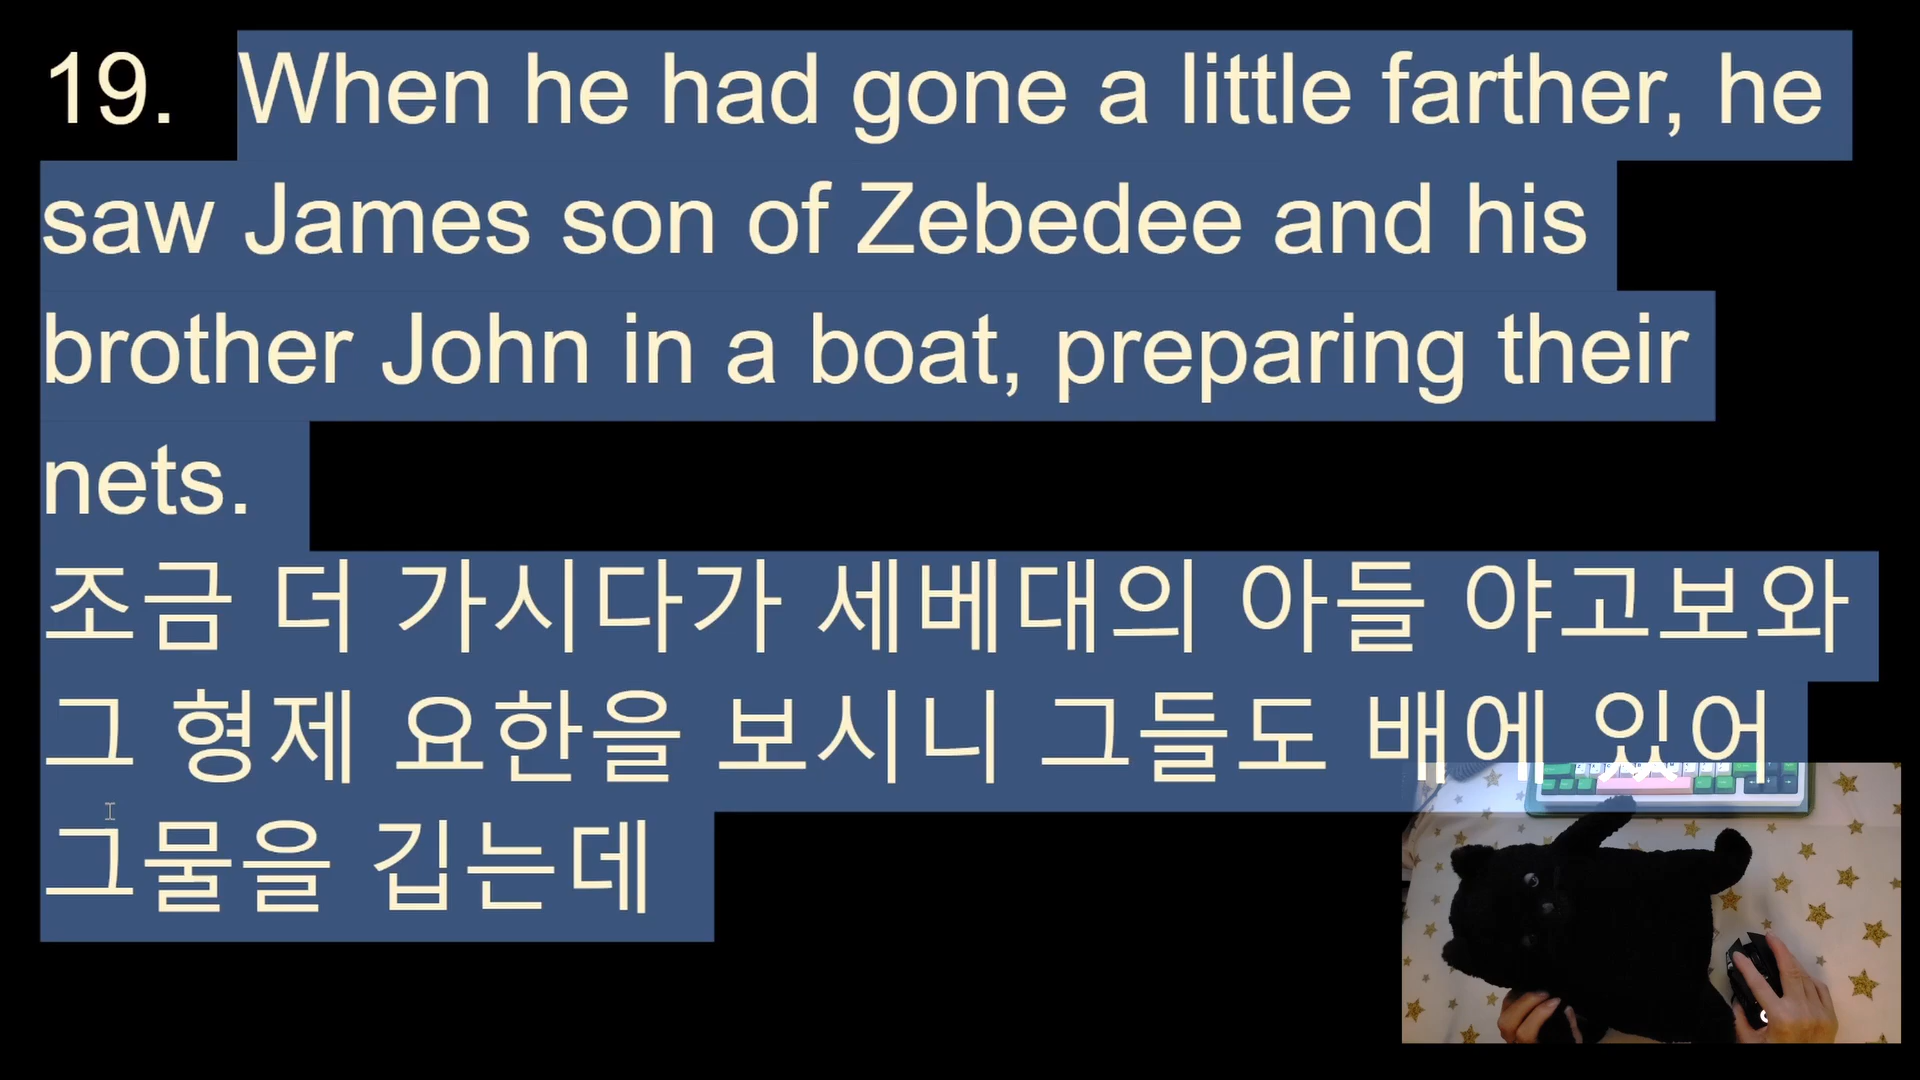 19. When he had gone a little farther, he
saw James son of Zebedee and his
brother John in a boat, preparing their
nets.
조금 더 가시다가 세베대의 아들 야고보와
그 형제 요한을 보시니 그들도 배에 있어
그물을 깁는데